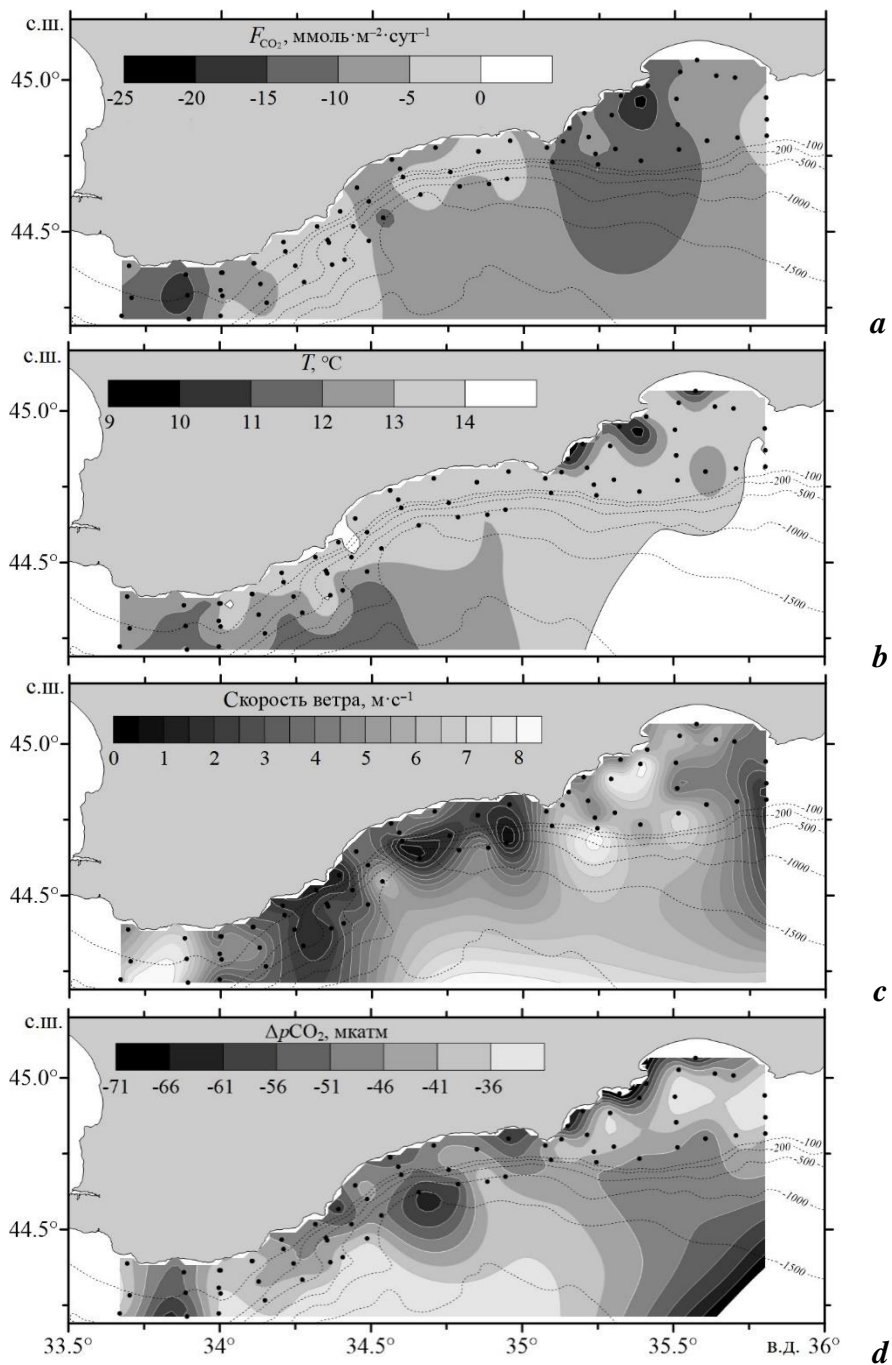 с.ш.
F_CO₂, ммоль·м⁻²·сут⁻¹
-25 -20 -15 -10 -5 0
45.0°
-100
-200
-500
-1000
44.5°
-1500
a
с.ш.
T, °C
9 10 11 12 13 14
45.0°
-100
-200
-500
-1000
44.5°
-1500
b
с.ш.
Скорость ветра, м·с⁻¹
0 1 2 3 4 5 6 7 8
45.0°
-100
-200
-500
-1000
44.5°
-1500
c
с.ш.
ΔpCO₂, мкатм
-71 -66 -61 -56 -51 -46 -41 -36
45.0°
-100
-200
-500
-1000
44.5°
-1500
33.5° 34° 34.5° 35° 35.5° в.д. 36°
d